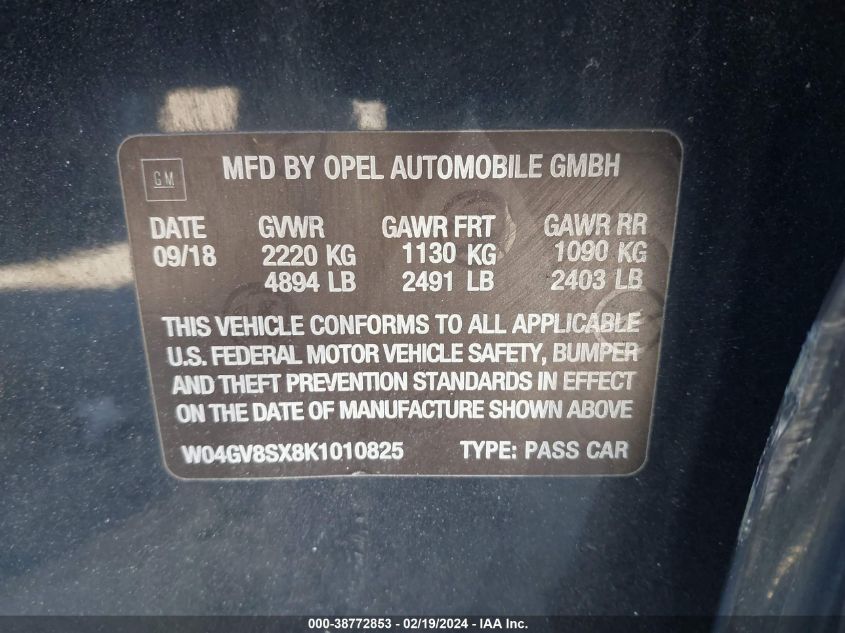 GM
MFD BY OPEL AUTOMOBILE GMBH
DATE GVWR GAWR FRT GAWR RR
09/18 2220 KG 1130 KG 1090 KG
4894 LB 2491 LB 2403 LB
THIS VEHICLE CONFORMS TO ALL APPLICABLE
U.S. FEDERAL MOTOR VEHICLE SAFETY, BUMPER
AND THEFT PREVENTION STANDARDS IN EFFECT
ON THE DATE OF MANUFACTURE SHOWN ABOVE
W04GV8SX8K1010825 TYPE: PASS CAR
000-38772853 - 02/19/2024 - IAA Inc.